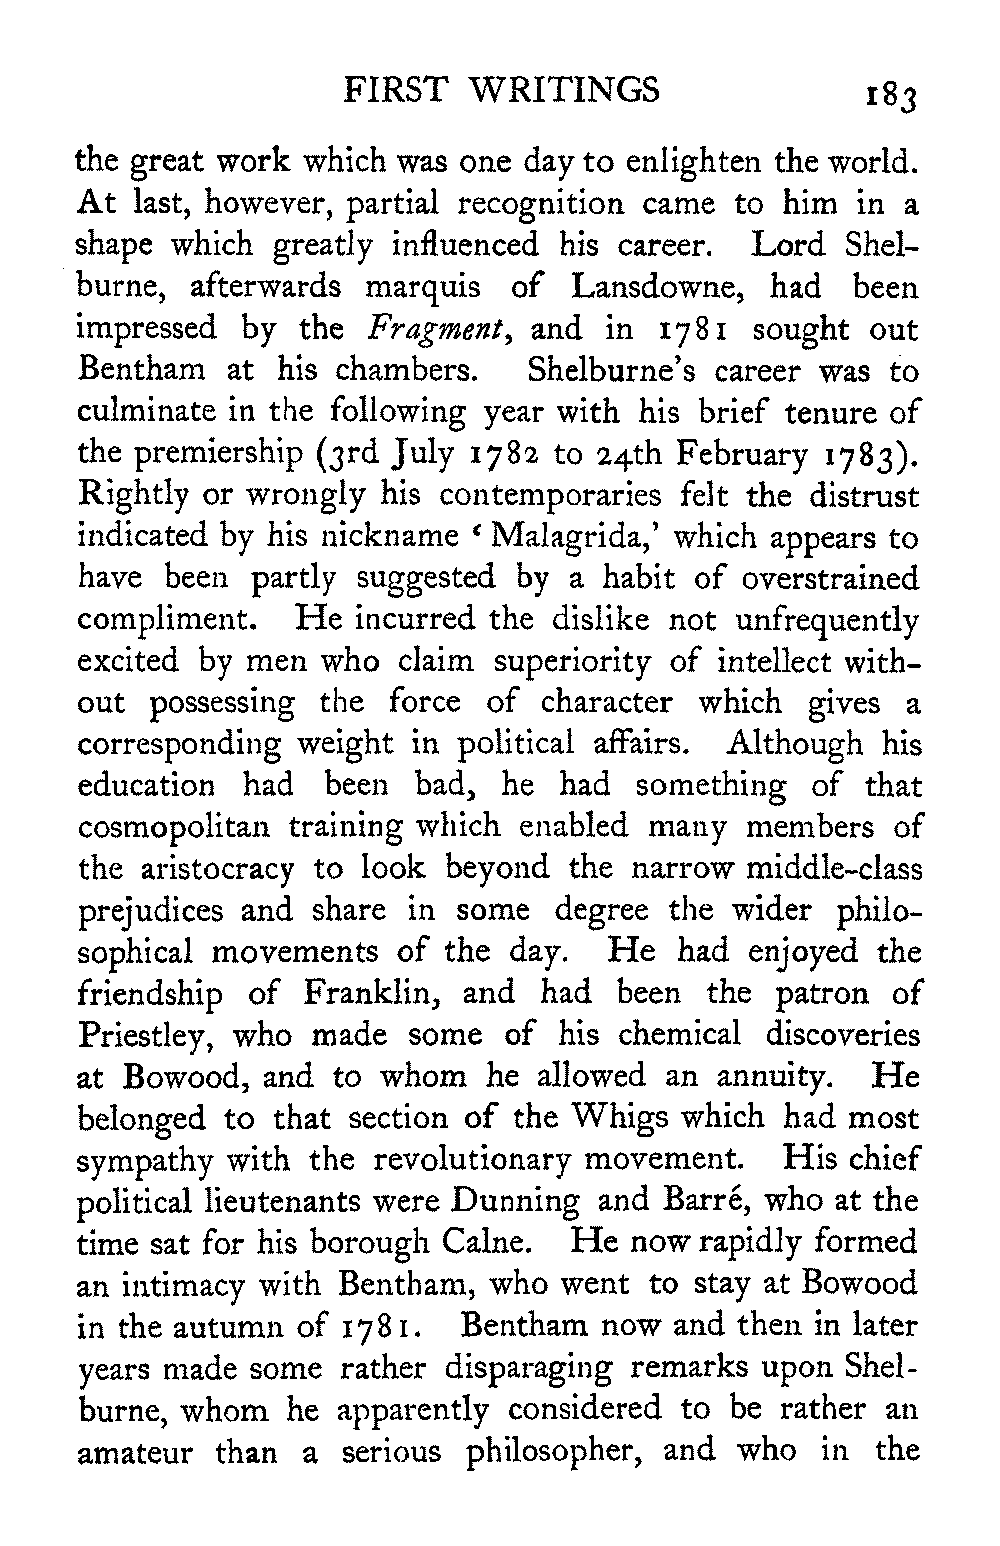 FIRST WRITINGS 183
the great work which was one day to enlighten the world.
At last, however, partial recognition came to him in a
shape which greatly influenced his career. Lord Shel-
burne, afterwards marquis of Lansdowne, had been
impressed by the Fragment, and in 1781 sought out
Bentham at his chambers. Shelburne's career was to
culminate in the following year with his brief tenure of
the premiership (3rd July 1782 to 24th February 1783).
Rightly or wrongly his contemporaries felt the distrust
indicated by his nickname ‘ Malagrida,’ which appears to
have been partly suggested by a habit of overstrained
compliment. He incurred the dislike not unfrequently
excited by men who claim superiority of intellect with-
out possessing the force of character which gives a
corresponding weight in political affairs. Although his
education had been bad, he had something of that
cosmopolitan training which enabled many members of
the aristocracy to look beyond the narrow middle-class
prejudices and share in some degree the wider philo-
sophical movements of the day. He had enjoyed the
friendship of Franklin, and had been the patron of
Priestley, who made some of his chemical discoveries
at Bowood, and to whom he allowed an annuity. He
belonged to that section of the Whigs which had most
sympathy with the revolutionary movement. His chief
political lieutenants were Dunning and Barré, who at the
time sat for his borough Calne. He now rapidly formed
an intimacy with Bentham, who went to stay at Bowood
in the autumn of 1781. Bentham now and then in later
years made some rather disparaging remarks upon Shel-
burne, whom he apparently considered to be rather an
amateur than a serious philosopher, and who in the